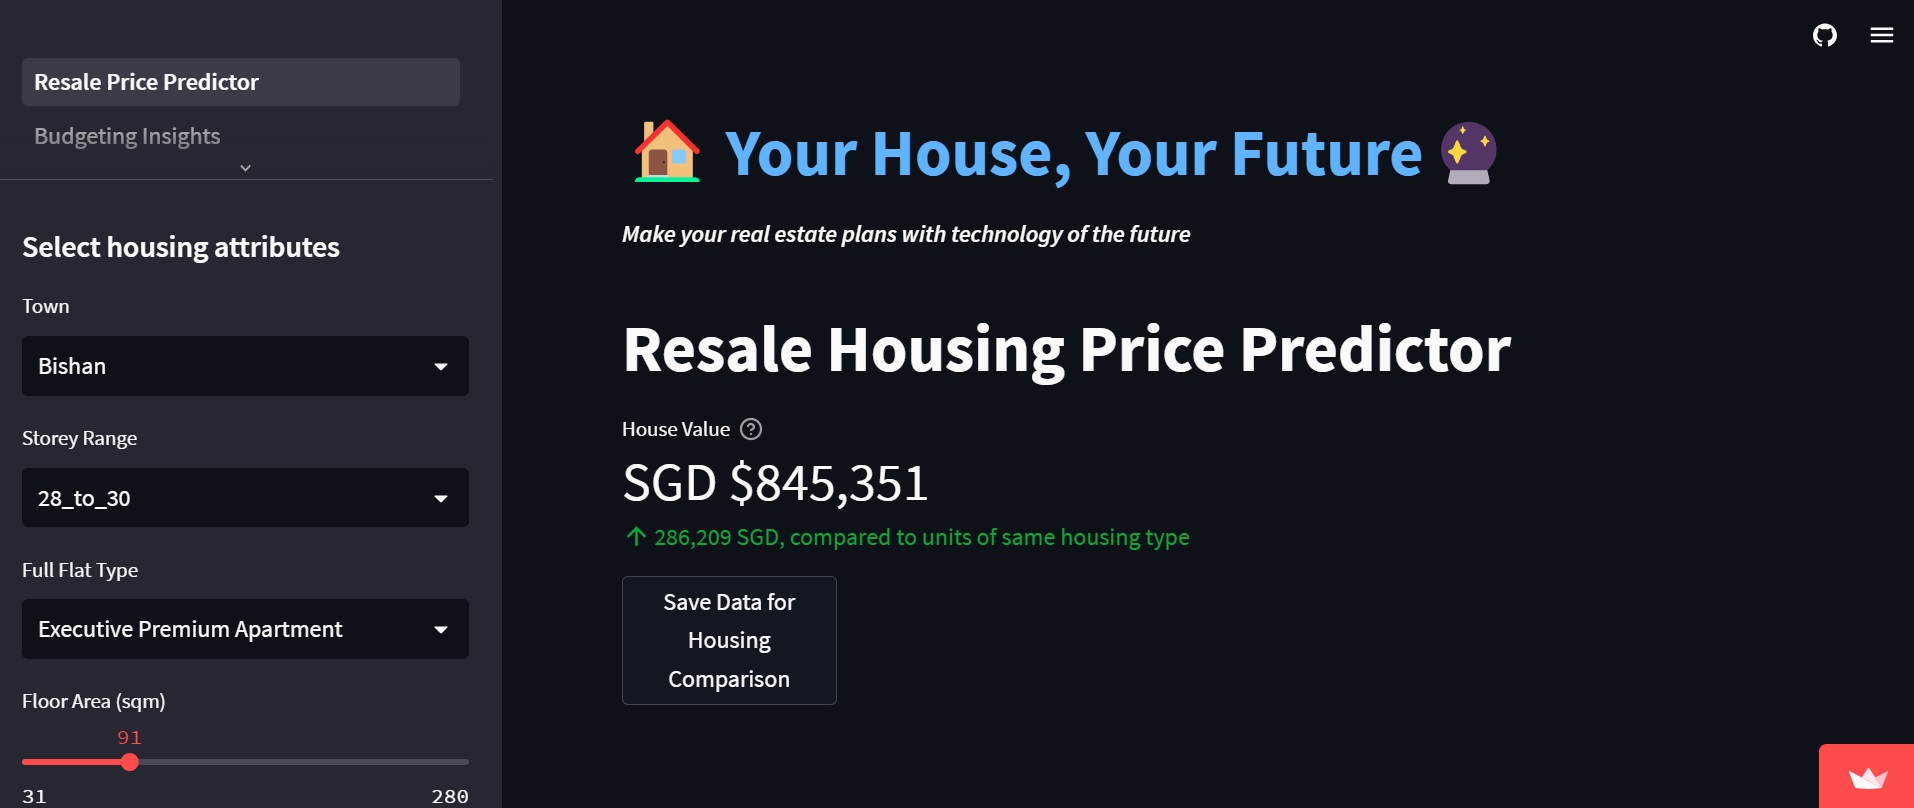 Resale Price Predictor
Budgeting Insights
Select housing attributes
Town
Bishan
Storey Range
28_to_30
Full Flat Type
Executive Premium Apartment
Floor Area (sqm)
91
31 280
Your House, Your Future
Make your real estate plans with technology of the future
Resale Housing Price Predictor
House Value
SGD $845,351
286,209 SGD, compared to units of same housing type
Save Data for
Housing
Comparison